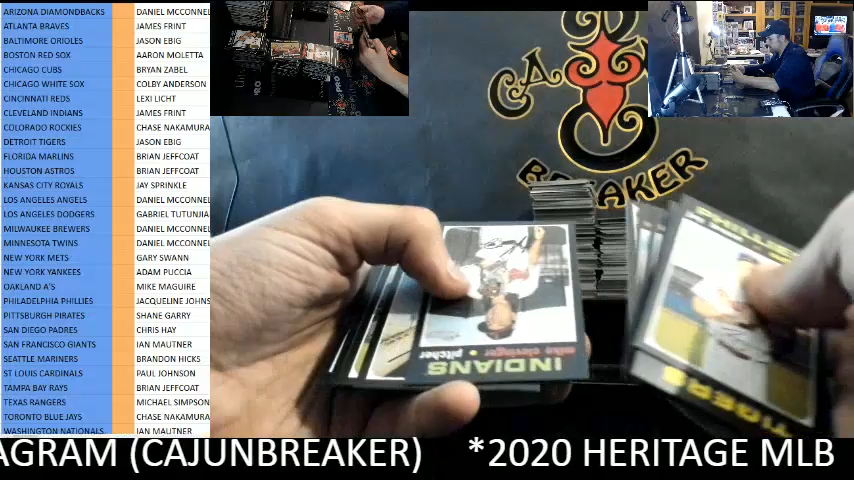 ARIZONA DIAMONDBACKS DANIEL MCCONNEL
ATLANTA BRAVES JAMES FRINT
BALTIMORE ORIOLES JASON EBIG
BOSTON RED SOX AARON MOLETTA
CHICAGO CUBS BRYAN ZABEL
CHICAGO WHITE SOX COLBY ANDERSON
CINCINNATI REDS LEXI LICHT
CLEVELAND INDIANS JAMES FRINT
COLORADO ROCKIES CHASE NAKAMURA
DETROIT TIGERS JASON EBIG
FLORIDA MARLINS BRIAN JEFFCOAT
HOUSTON ASTROS BRIAN JEFFCOAT
KANSAS CITY ROYALS JAY SPRINKLE
LOS ANGELES ANGELS DANIEL MCCONNEL
LOS ANGELES DODGERS GABRIEL TUTUNJIA
MILWAUKEE BREWERS DANIEL MCCONNEL
MINNESOTA TWINS DANIEL MCCONNEL
NEW YORK METS GARY SWANN
NEW YORK YANKEES ADAM PUCCIA
OAKLAND A'S MIKE MAGUIRE
PHILADELPHIA PHILLIES JACQUELINE JOHNS
PITTSBURGH PIRATES SHANE GARRY
SAN DIEGO PADRES CHRIS HAY
SAN FRANCISCO GIANTS IAN MAUTNER
SEATTLE MARINERS BRANDON HICKS
ST LOUIS CARDINALS PAUL JOHNSON
TAMPA BAY RAYS BRIAN JEFFCOAT
TEXAS RANGERS MICHAEL SIMPSON
TORONTO BLUE JAYS CHASE NAKAMURA
WASHINGTON NATIONALS IAN MAUTNER
CAJUN
BREAKER
PHILLIES
TIGERS
mike clevinger • pitcher
INDIANS
AGRAM (CAJUNBREAKER) *2020 HERITAGE MLB